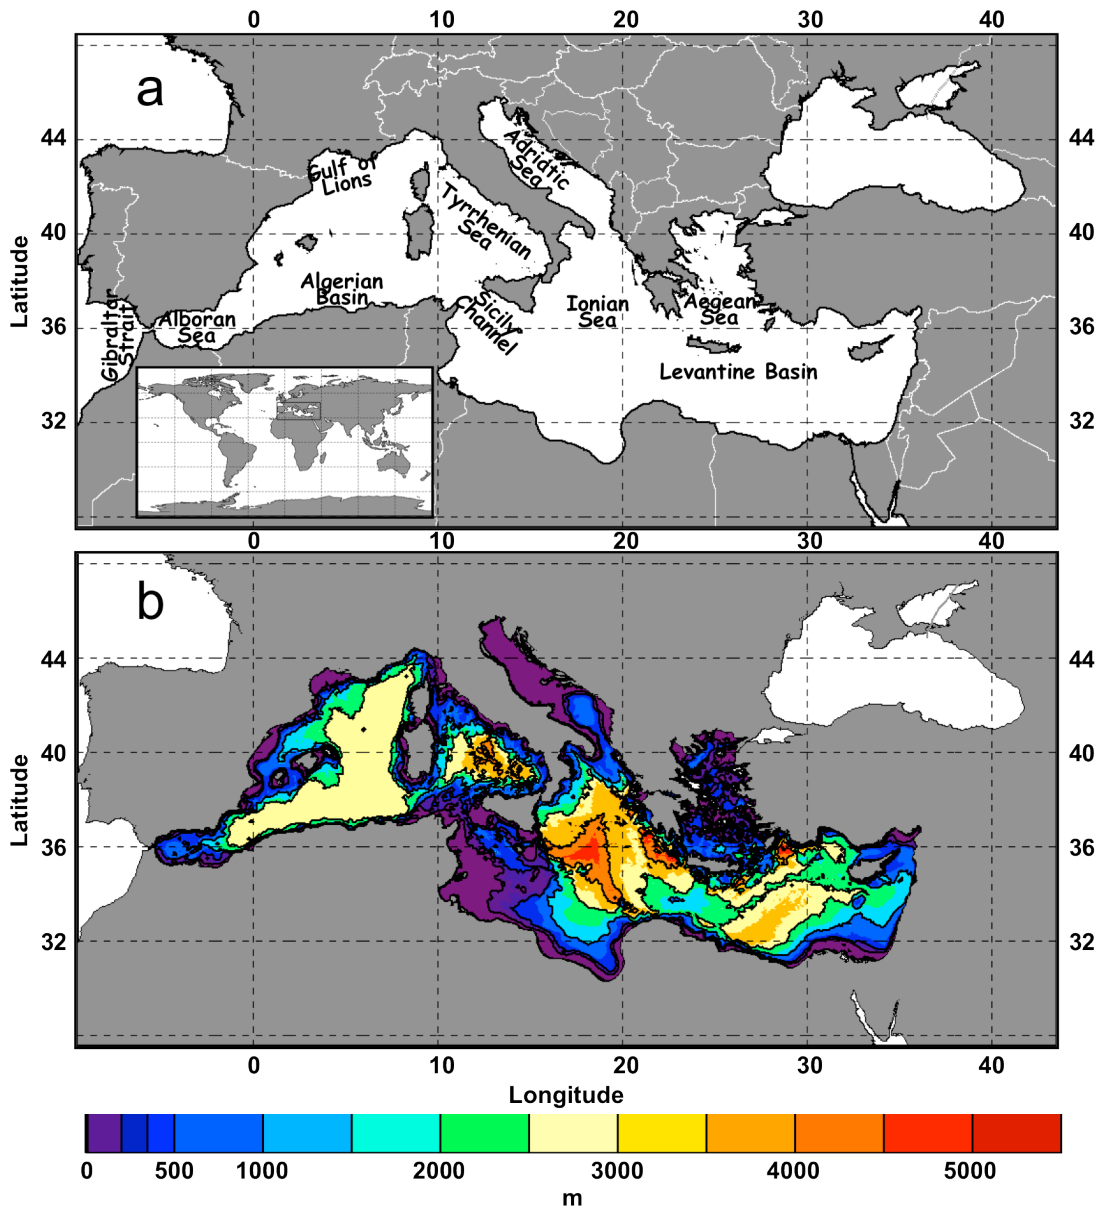 0 10 20 30 40
a
44 44
Gulf of
Lions
Adridtic
Sea
Tyrrhenian
Sea
40 40
Latitude
Algerian
Basin
Sicily
Channel
Ionian
Sea
Aegean
Sea
Gibraltar
Strait
Alboran
Sea
36 36
Levantine Basin
32 32
0 10 20 30 40
b
44 44
40 40
Latitude
36 36
32 32
0 10 20 30 40
Longitude
0 500 1000 2000 3000 4000 5000
m